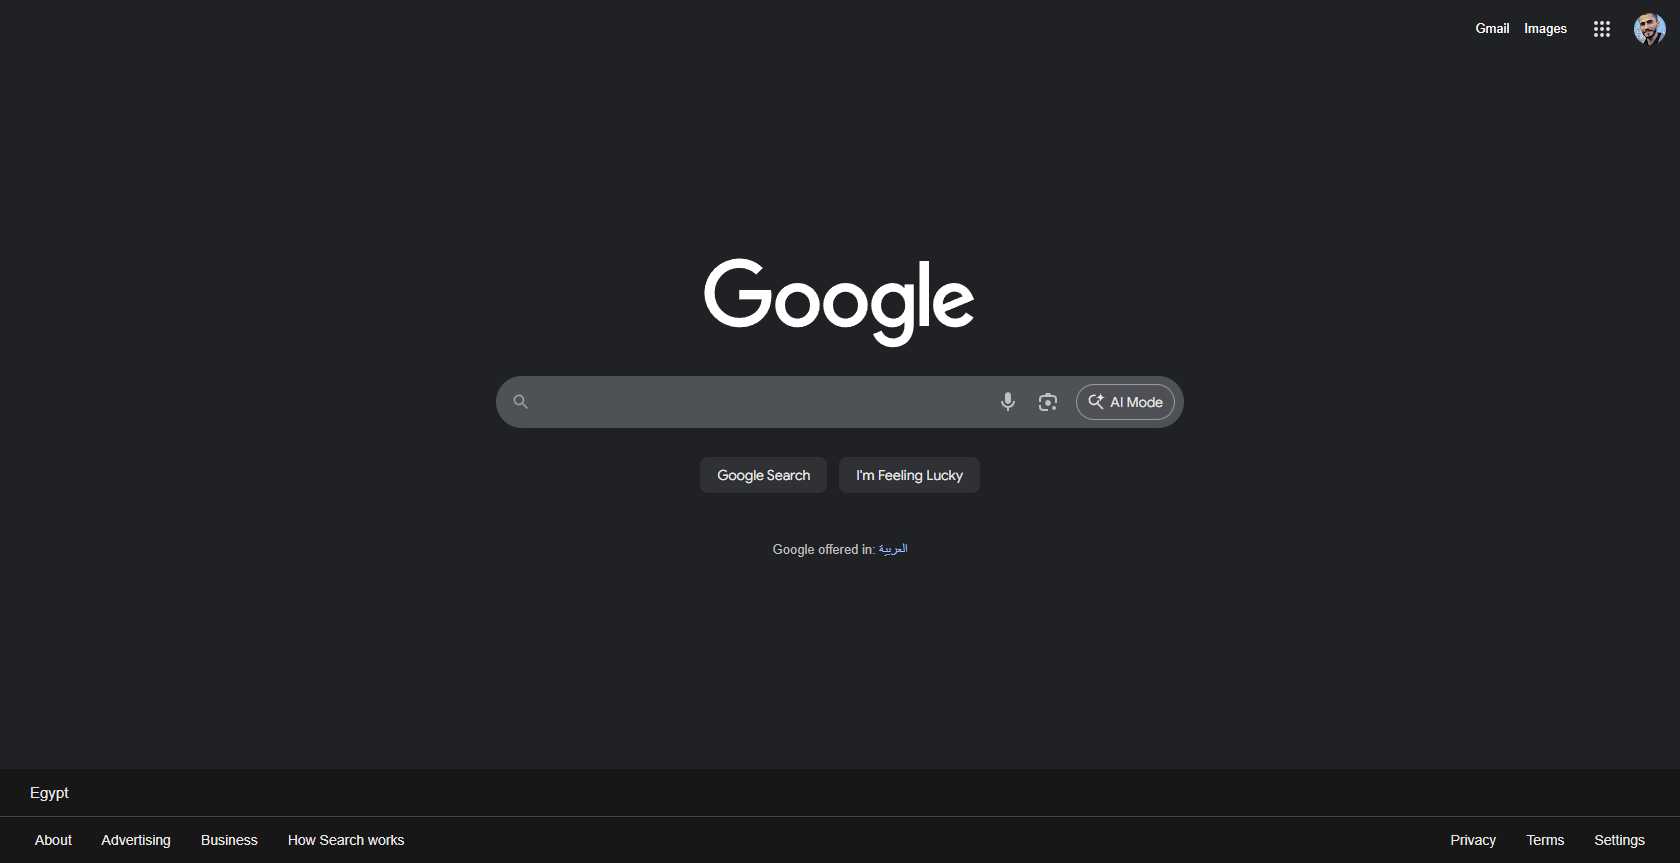 Gmail Images
Google
AI Mode
Google Search I'm Feeling Lucky
Google offered in: العربية
Egypt
About Advertising Business How Search works Privacy Terms Settings